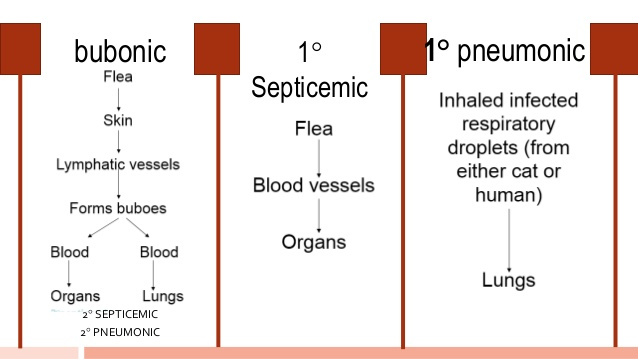 bubonic
Flea
Skin
Lymphatic vessels
Forms buboes
Blood Blood
Organs Lungs
2° SEPTICEMIC
2° PNEUMONIC
1°
Septicemic
Flea
Blood vessels
Organs
1° pneumonic
Inhaled infected
respiratory
droplets (from
either cat or
human)
Lungs